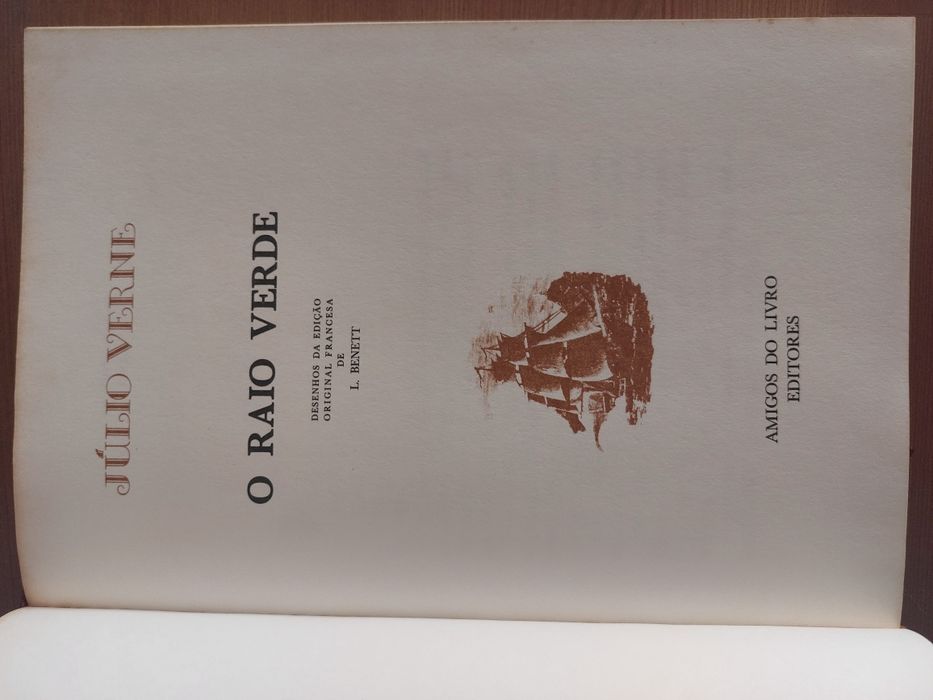 JÚLIO VERNE
O RAIO VERDE
DESENHOS DA EDIÇÃO
ORIGINAL FRANCESA
DE
L. BENETT
AMIGOS DO LIVRO
EDITORES